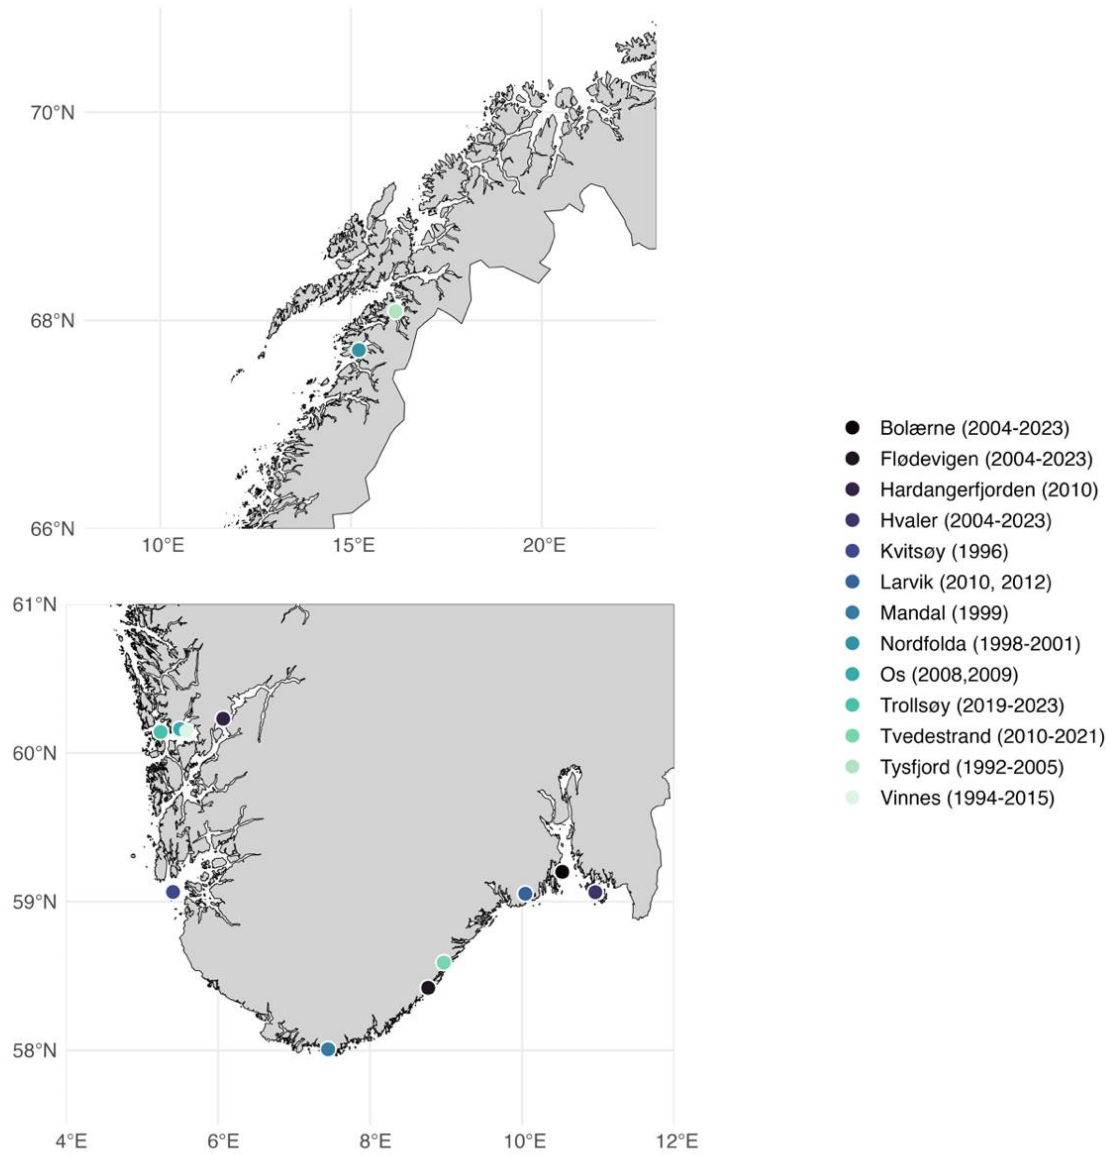 70°N
68°N
66°N
10°E
15°E
20°E
61°N
60°N
59°N
58°N
4°E
6°E
8°E
10°E
12°E
Bolærne (2004-2023)
Flødevigen (2004-2023)
Hardangerfjorden (2010)
Hvaler (2004-2023)
Kvitsøy (1996)
Larvik (2010, 2012)
Mandal (1999)
Nordfolda (1998-2001)
Os (2008,2009)
Trollsøy (2019-2023)
Tvedestrand (2010-2021)
Tysfjord (1992-2005)
Vinnes (1994-2015)